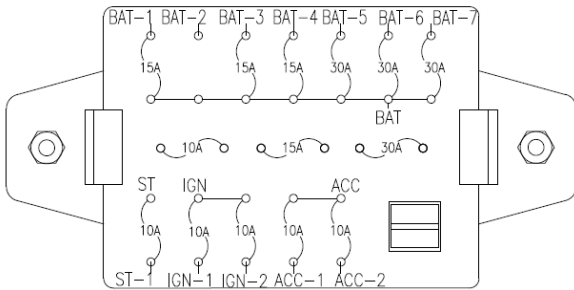 BAT-1 BAT-2 BAT-3 BAT-4 BAT-5 BAT-6 BAT-7
15A 15A 15A 30A 30A 30A
BAT
10A 15A 30A
ST IGN ACC
10A 10A 10A 10A 10A
ST-1 IGN-1 IGN-2 ACC-1 ACC-2